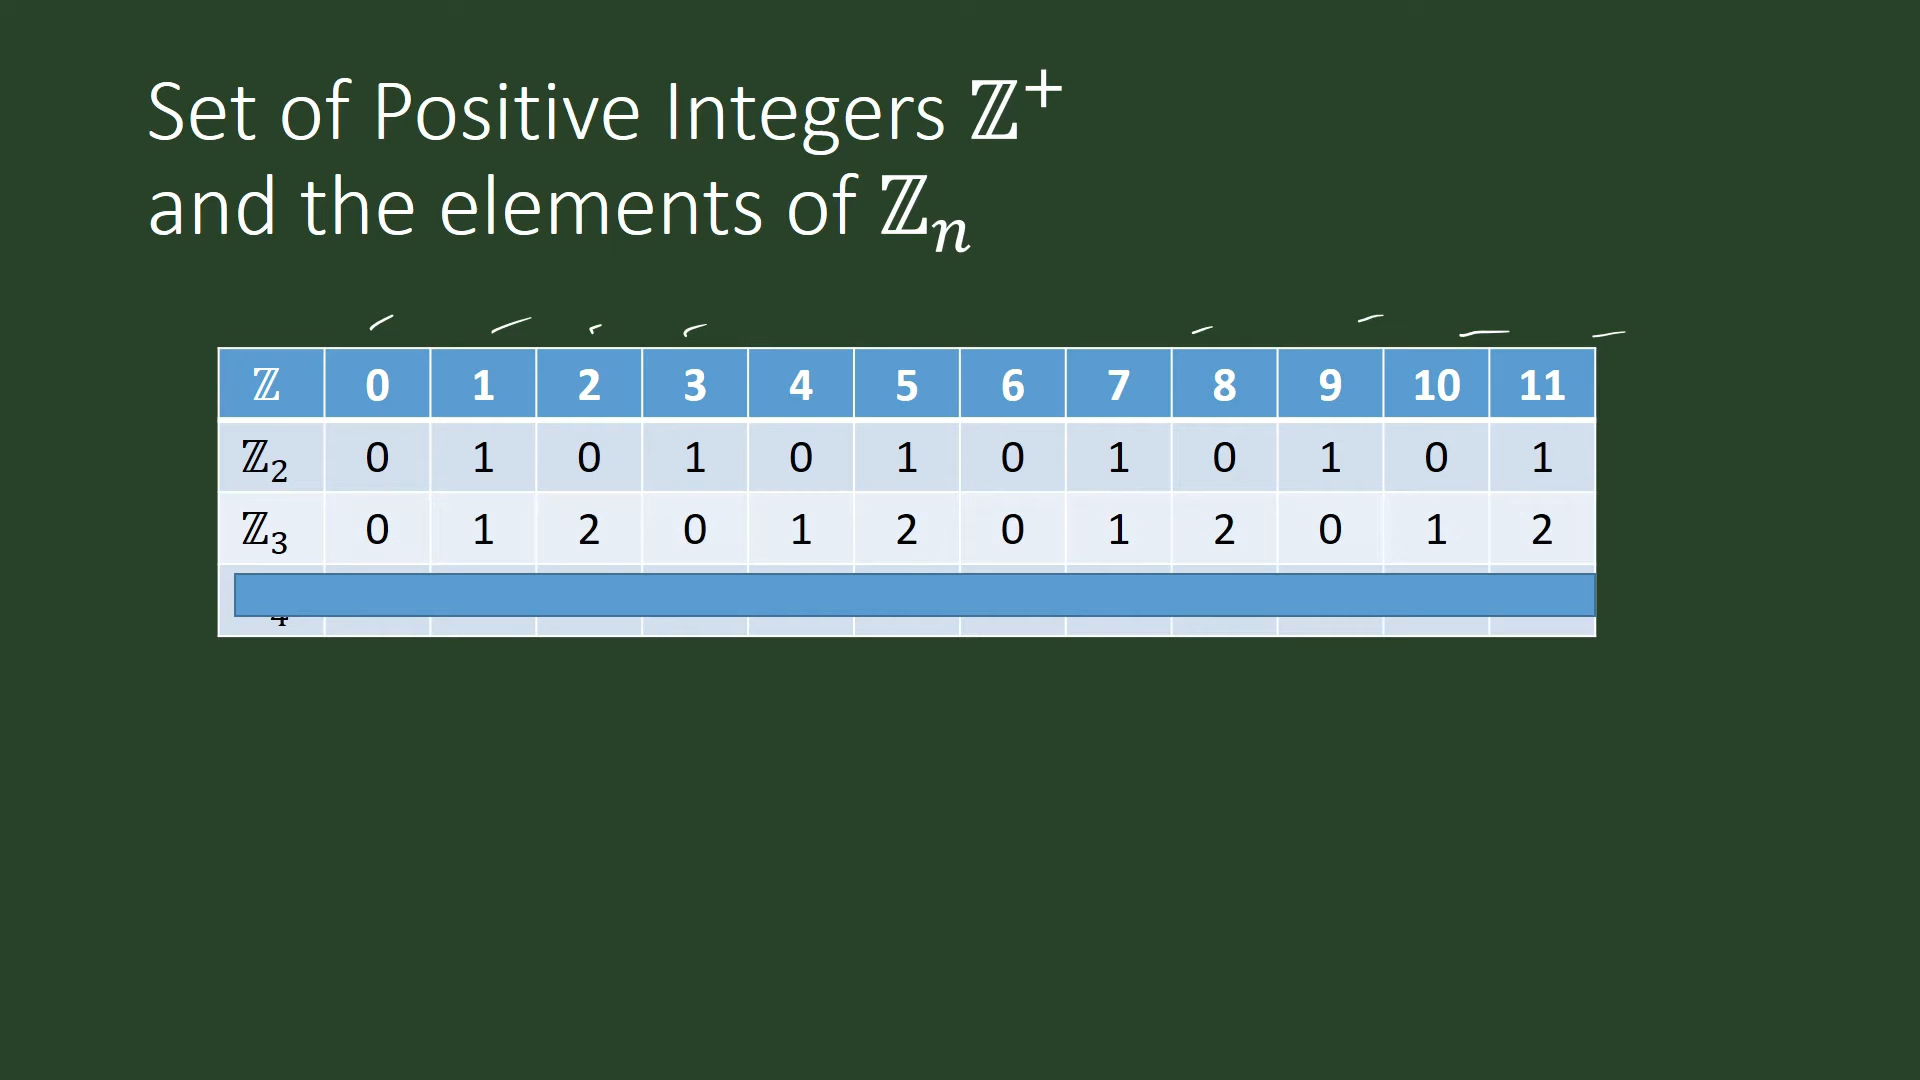 Set of Positive Integers ℤ⁺
and the elements of ℤₙ
ℤ 0 1 2 3 4 5 6 7 8 9 10 11
ℤ₂ 0 1 0 1 0 1 0 1 0 1 0 1
ℤ₃ 0 1 2 0 1 2 0 1 2 0 1 2